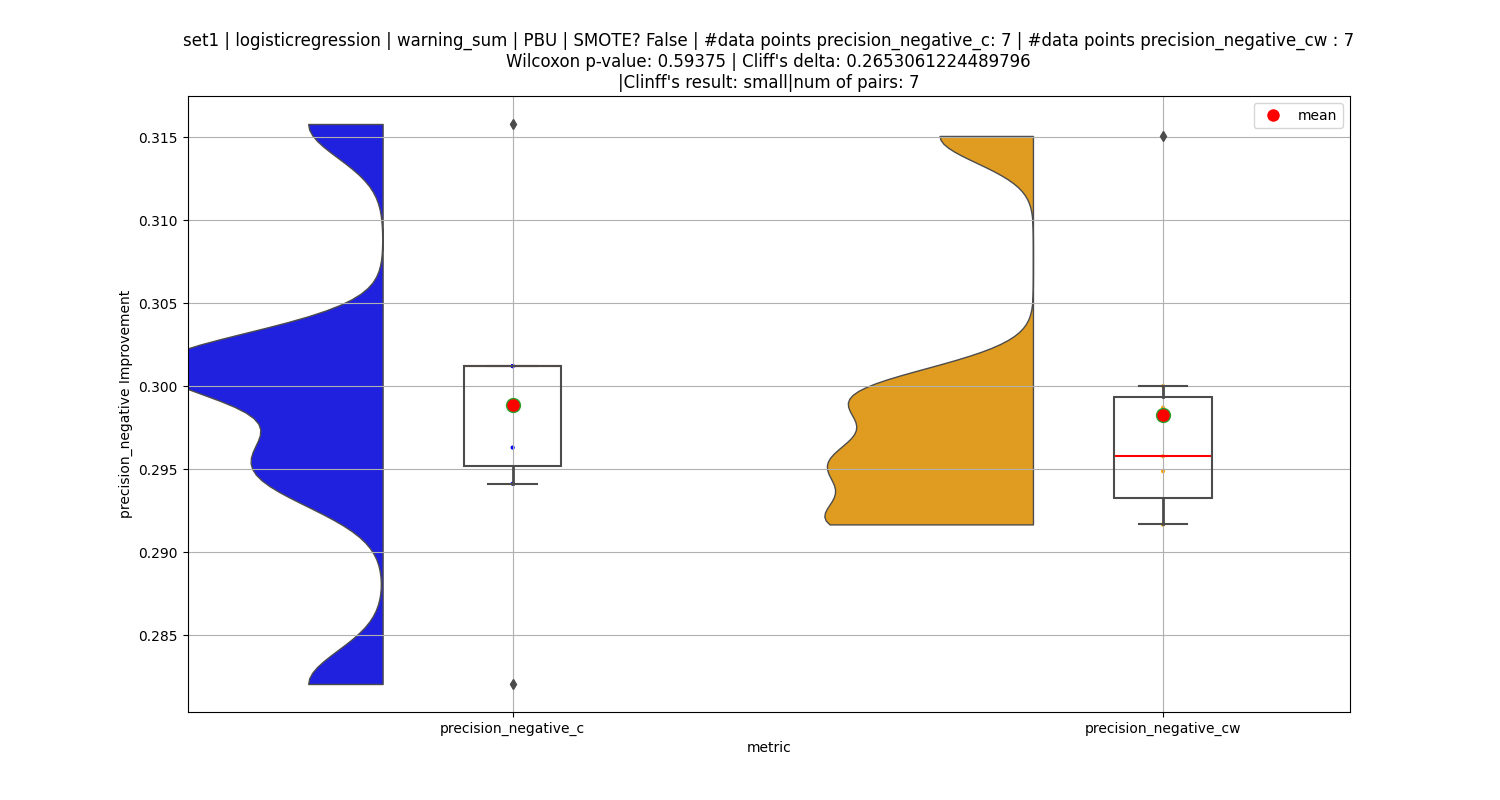 set1 | logisticregression | warning_sum | PBU | SMOTE? False | #data points precision_negative_c: 7 | #data points precision_negative_cw : 7
Wilcoxon p-value: 0.59375 | Cliff's delta: 0.2653061224489796
|Clinff's result: small|num of pairs: 7
mean
0.315
0.310
0.305
0.300
0.295
0.290
0.285
precision_negative Improvement
precision_negative_c
precision_negative_cw
metric